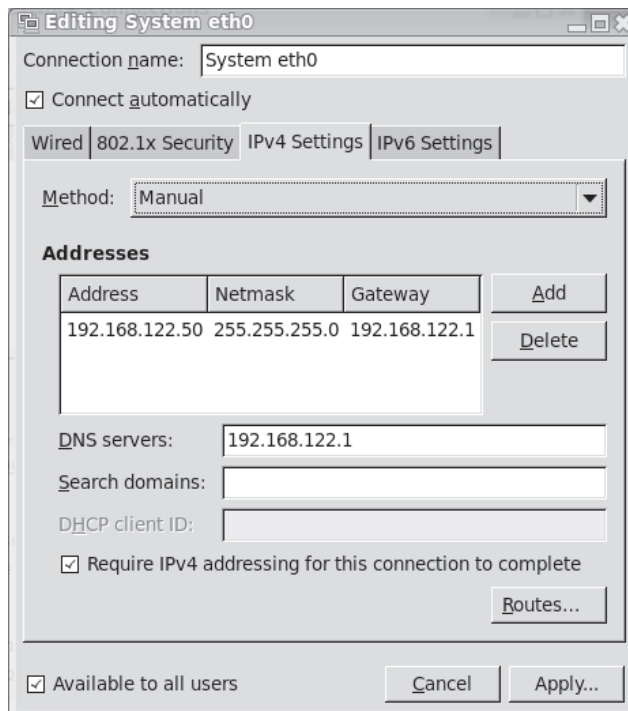 Editing System eth0
Connection name: System eth0
Connect automatically
Wired 802.1x Security IPv4 Settings IPv6 Settings
Method: Manual
Addresses
Address Netmask Gateway Add
192.168.122.50 255.255.255.0 192.168.122.1
Delete
DNS servers: 192.168.122.1
Search domains:
DHCP client ID:
Require IPv4 addressing for this connection to complete
Routes...
Available to all users Cancel Apply...